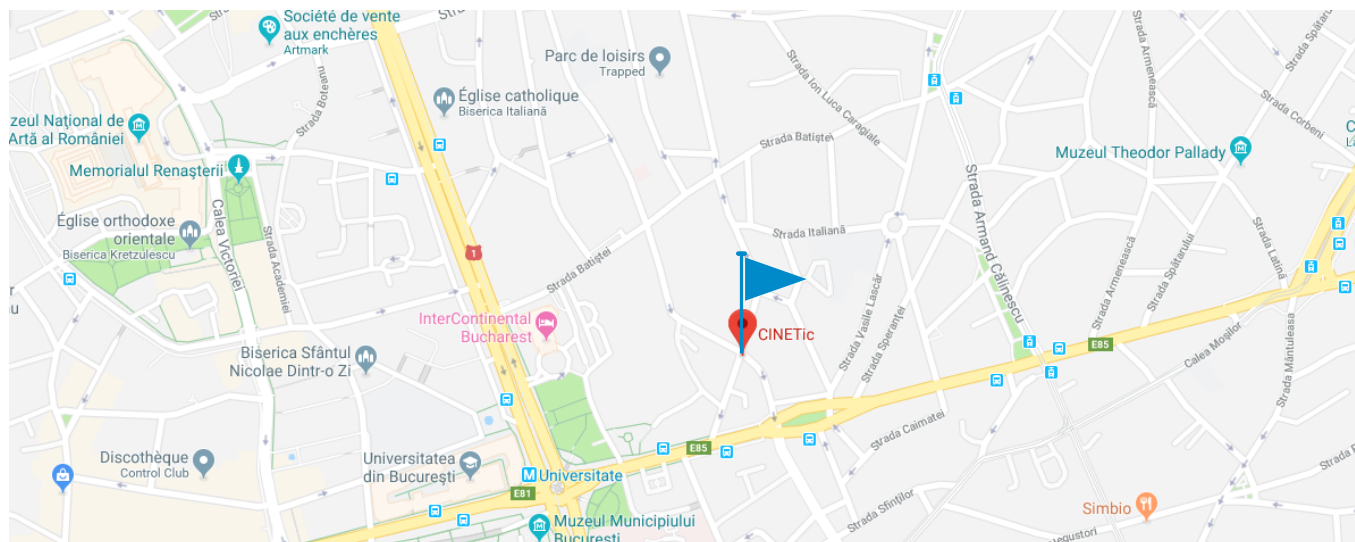 Société de vente
aux enchères
Artmark
Parc de loisirs
Trapped
Strada Ion Luca Caragiale
Strada Armenească
Strada Spătarului
Strada Corbeni
Église catholique
Biserica Italiană
zeul Național de
Artă al României
Strada Batiștei
Muzeul Theodor Pallady
Memorialul Renașterii
Calea Victoriei
Strada Academiei
Église orthodoxe
orientale
Biserica Kretzulescu
Strada Italiană
Strada Armand Călinescu
Strada Armenească
Strada Spătarului
Strada Latină
1
Strada Batiștei
Strada Vasile Lascăr
Strada Speranței
InterContinental
Bucharest
CINETic
E85
Calea Moșilor
Strada Mântuleasa
Biserica Sfântul
Nicolae Dintr-o Zi
Strada Caimatei
E85
Discothèque
Control Club
Universitatea
din București
M Universitate
E81
Strada Sfinților
Simbio
Muzeul Municipiului
București